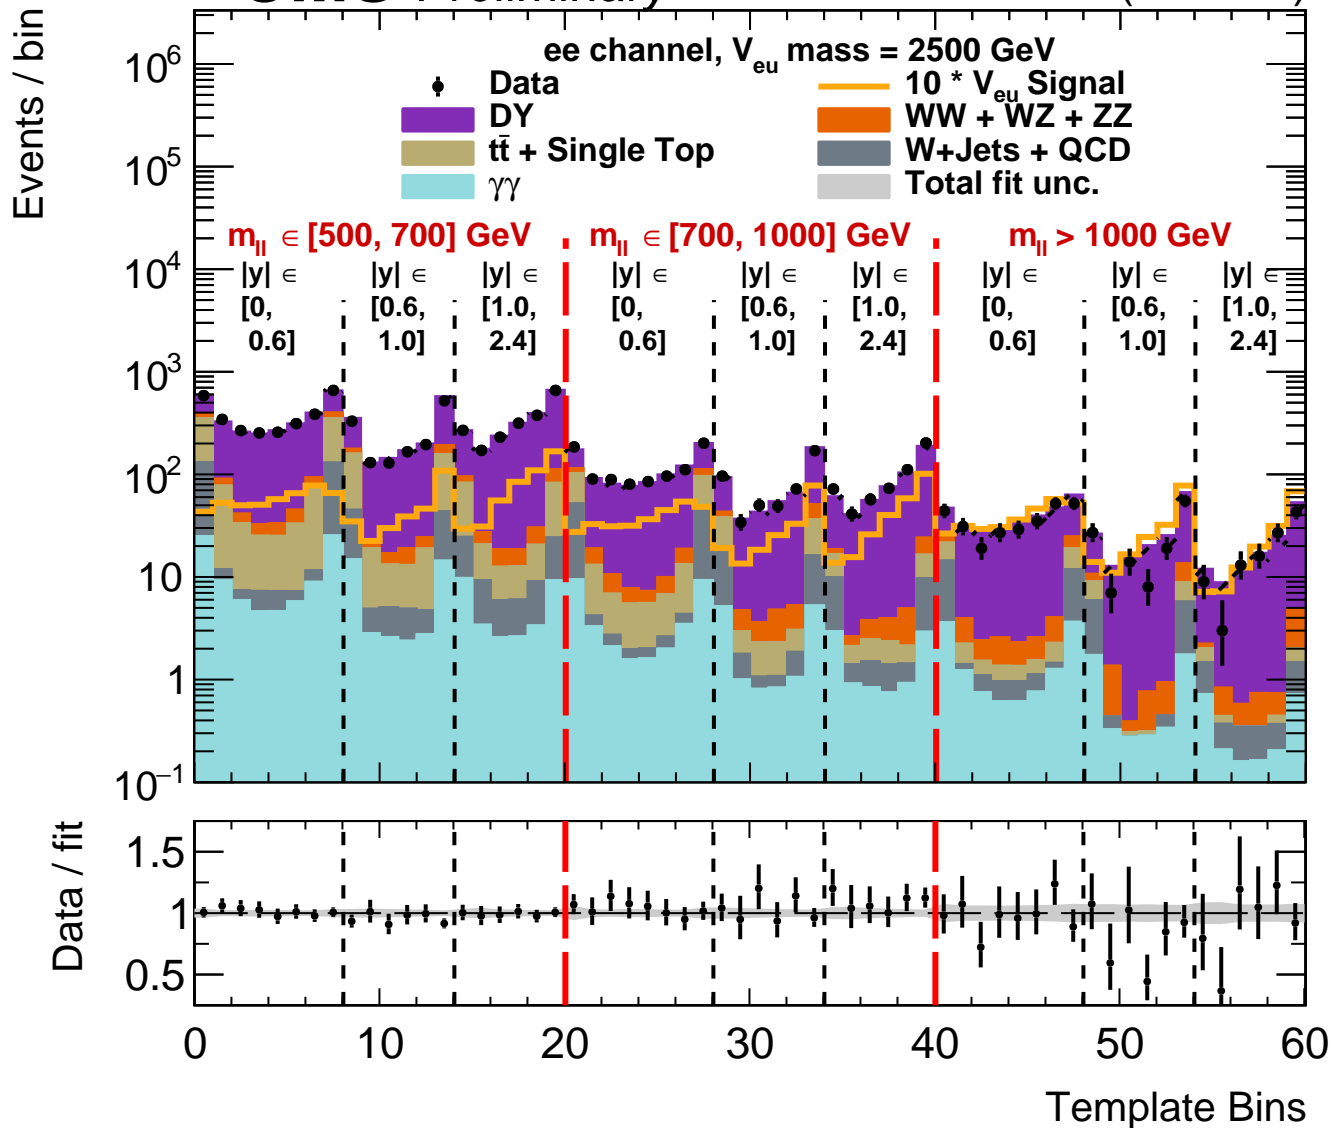 Preliminary
Events / bin
ee channel, V_eu mass = 2500 GeV
Data
10 * V_eu Signal
DY
WW + WZ + ZZ
tt̄ + Single Top
W+Jets + QCD
γγ
Total fit unc.
m_ll ∈ [500, 700] GeV
m_ll ∈ [700, 1000] GeV
m_ll > 1000 GeV
|y| ∈ [0, 0.6]
|y| ∈ [0.6, 1.0]
|y| ∈ [1.0, 2.4]
|y| ∈ [0, 0.6]
|y| ∈ [0.6, 1.0]
|y| ∈ [1.0, 2.4]
|y| ∈ [0, 0.6]
|y| ∈ [0.6, 1.0]
|y| ∈ [1.0, 2.4]
10^6
10^5
10^4
10^3
10^2
10
1
10^−1
Data / fit
1.5
1
0.5
0 10 20 30 40 50 60
Template Bins